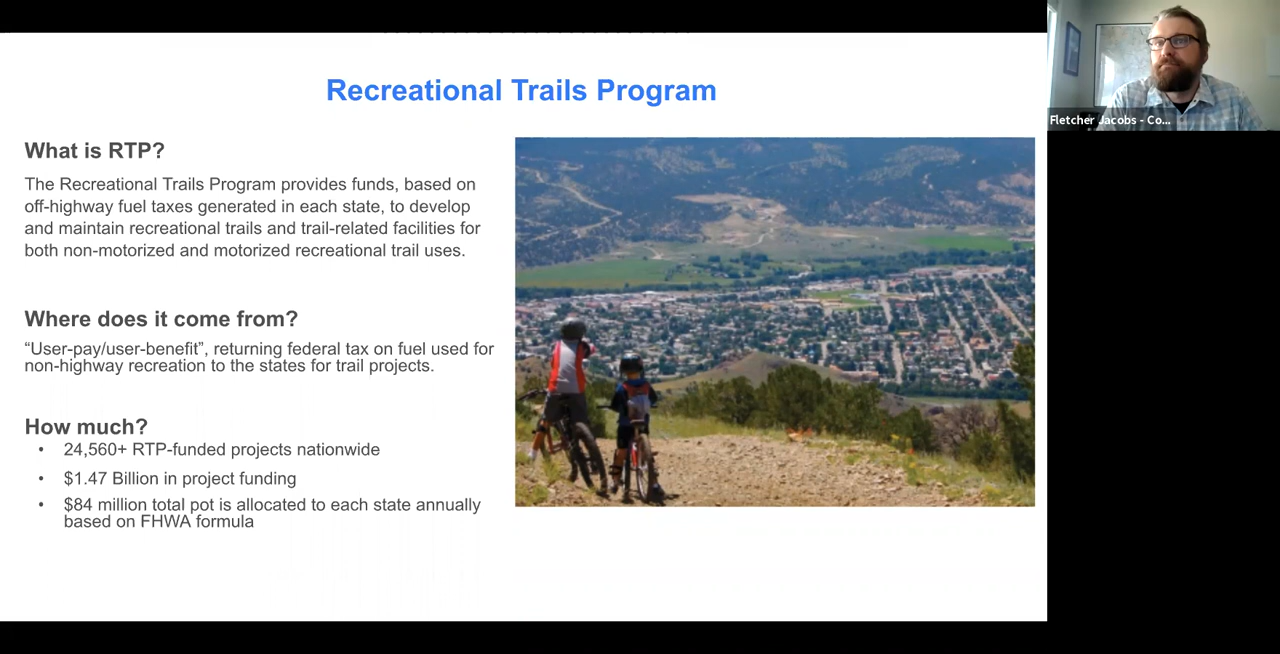 Recreational Trails Program
What is RTP?
The Recreational Trails Program provides funds, based on
off-highway fuel taxes generated in each state, to develop
and maintain recreational trails and trail-related facilities for
both non-motorized and motorized recreational trail uses.
Where does it come from?
“User-pay/user-benefit”, returning federal tax on fuel used for
non-highway recreation to the states for trail projects.
How much?
• 24,560+ RTP-funded projects nationwide
• $1.47 Billion in project funding
• $84 million total pot is allocated to each state annually
based on FHWA formula
Fletcher Jacobs - Co...